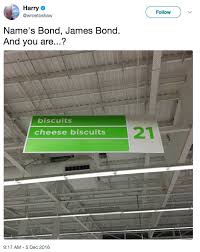 Harry
@wroetoshow
Follow
Name's Bond, James Bond.
And you are...?
biscuits
cheese biscuits
21
9:17 AM - 5 Dec 2016